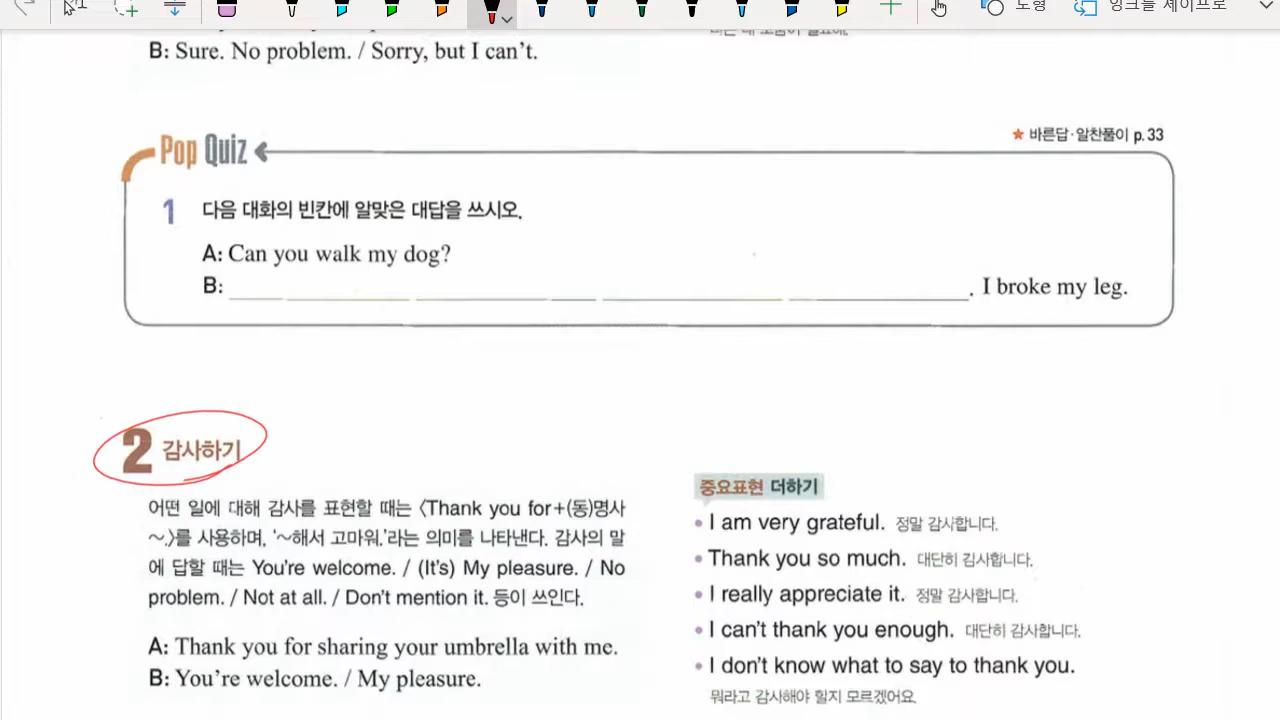 도형
잉크를 셰이프로
B: Sure. No problem. / Sorry, but I can't.
Pop Quiz
★ 바른답·알찬풀이 p.33
1 다음 대화의 빈칸에 알맞은 대답을 쓰시오.
A: Can you walk my dog?
B: . I broke my leg.
2 감사하기
어떤 일에 대해 감사를 표현할 때는 〈Thank you for+(동)명사
~.〉를 사용하며, '~해서 고마워.'라는 의미를 나타낸다. 감사의 말
에 답할 때는 You're welcome. / (It's) My pleasure. / No
problem. / Not at all. / Don't mention it. 등이 쓰인다.
A: Thank you for sharing your umbrella with me.
B: You're welcome. / My pleasure.
중요표현 더하기
• I am very grateful. 정말 감사합니다.
• Thank you so much. 대단히 감사합니다.
• I really appreciate it. 정말 감사합니다.
• I can't thank you enough. 대단히 감사합니다.
• I don't know what to say to thank you.
뭐라고 감사해야 할지 모르겠어요.